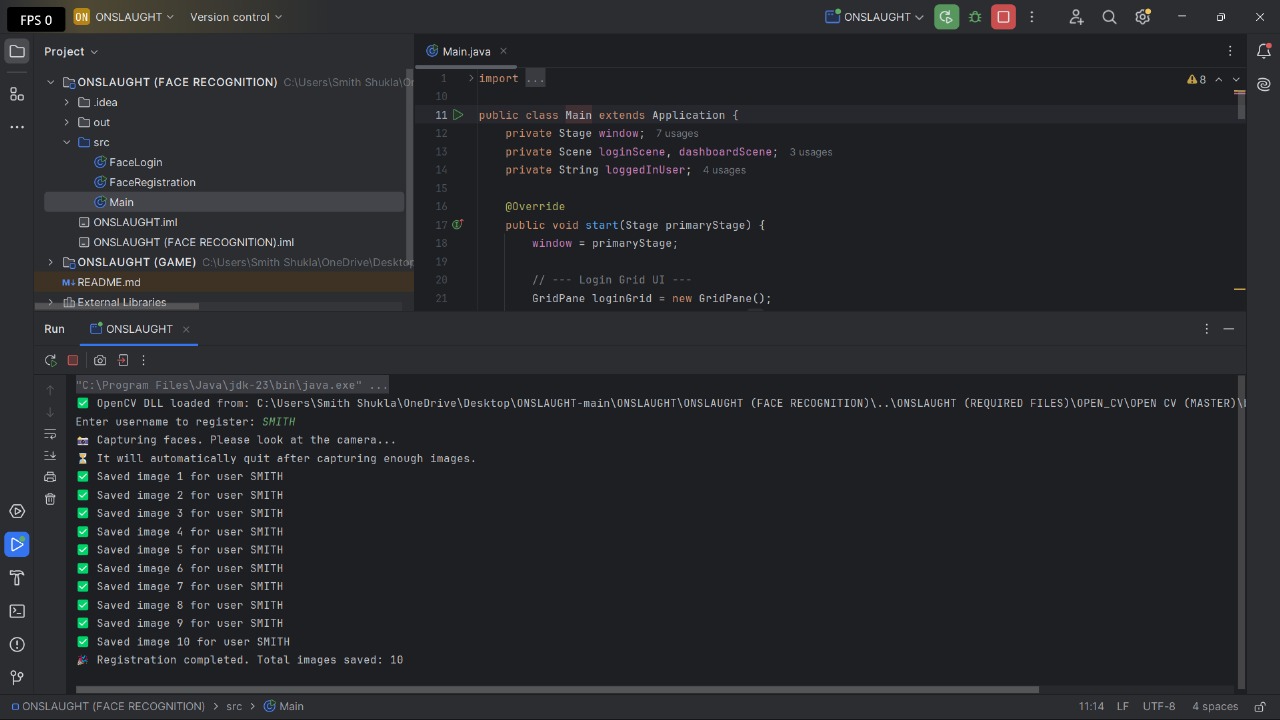 FPS 0
ON ONSLAUGHT Version control ONSLAUGHT
Project
ONSLAUGHT (FACE RECOGNITION) C:\Users\Smith Shukla\
.idea
out
src
FaceLogin
FaceRegistration
Main
ONSLAUGHT.iml
ONSLAUGHT (FACE RECOGNITION).iml
ONSLAUGHT (GAME) C:\Users\Smith Shukla\OneDrive\Desktop
M↓ README.md
External Libraries
Main.java
8
1 import ...
10
11 public class Main extends Application {
12 private Stage window; 7 usages
13 private Scene loginScene, dashboardScene; 3 usages
14 private String loggedInUser; 4 usages
15
16 @Override
17 public void start(Stage primaryStage) {
18 window = primaryStage;
19
20 // --- Login Grid UI ---
21 GridPane loginGrid = new GridPane();
Run ONSLAUGHT
"C:\Program Files\Java\jdk-23\bin\java.exe" ...
✅ OpenCV DLL loaded from: C:\Users\Smith Shukla\OneDrive\Desktop\ONSLAUGHT-main\ONSLAUGHT\ONSLAUGHT (FACE RECOGNITION)\..\ONSLAUGHT (REQUIRED FILES)\OPEN_CV\OPEN CV (MASTER)\
Enter username to register: SMITH
📸 Capturing faces. Please look at the camera...
⏳ It will automatically quit after capturing enough images.
✅ Saved image 1 for user SMITH
✅ Saved image 2 for user SMITH
✅ Saved image 3 for user SMITH
✅ Saved image 4 for user SMITH
✅ Saved image 5 for user SMITH
✅ Saved image 6 for user SMITH
✅ Saved image 7 for user SMITH
✅ Saved image 8 for user SMITH
✅ Saved image 9 for user SMITH
✅ Saved image 10 for user SMITH
🎉 Registration completed. Total images saved: 10
ONSLAUGHT (FACE RECOGNITION) > src > Main 11:14 LF UTF-8 4 spaces